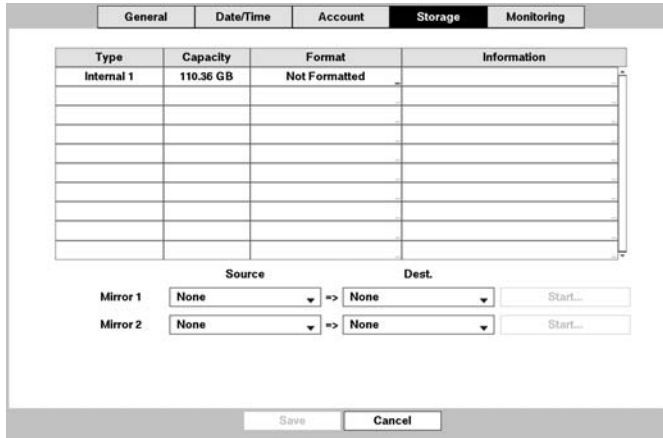 General Date/Time Account Storage Monitoring
Type Capacity Format Information
Internal 1 110.36 GB Not Formatted
Source Dest.
Mirror 1 None => None Start...
Mirror 2 None => None Start...
Save Cancel